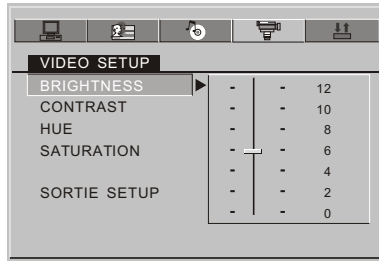 VIDEO SETUP
BRIGHTNESS
CONTRAST
HUE
SATURATION
SORTIE SETUP
12
10
8
6
4
2
0